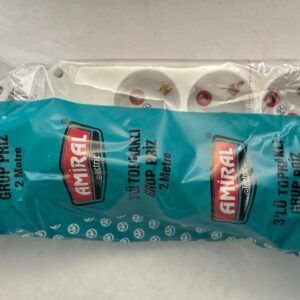 GRUP PRİZ
2 Metre
AMİRAL
3'LÜ TOPRAKLI
GRUP PRİZ
2 Metre
AMİRAL
3'LÜ TOPRAKLI
GRUP PRİZ